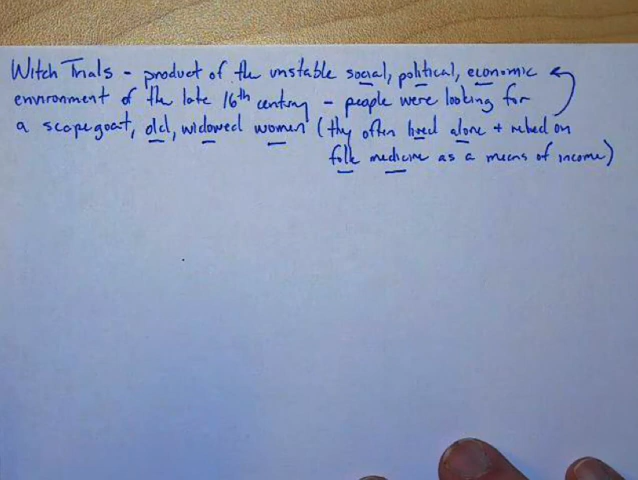 Witch Trials - product of the unstable social, political, economic
environment of the late 16th century - people were looking for
a scapegoat, old, widowed women (they often lived alone + relied on
folk medicine as a means of income)